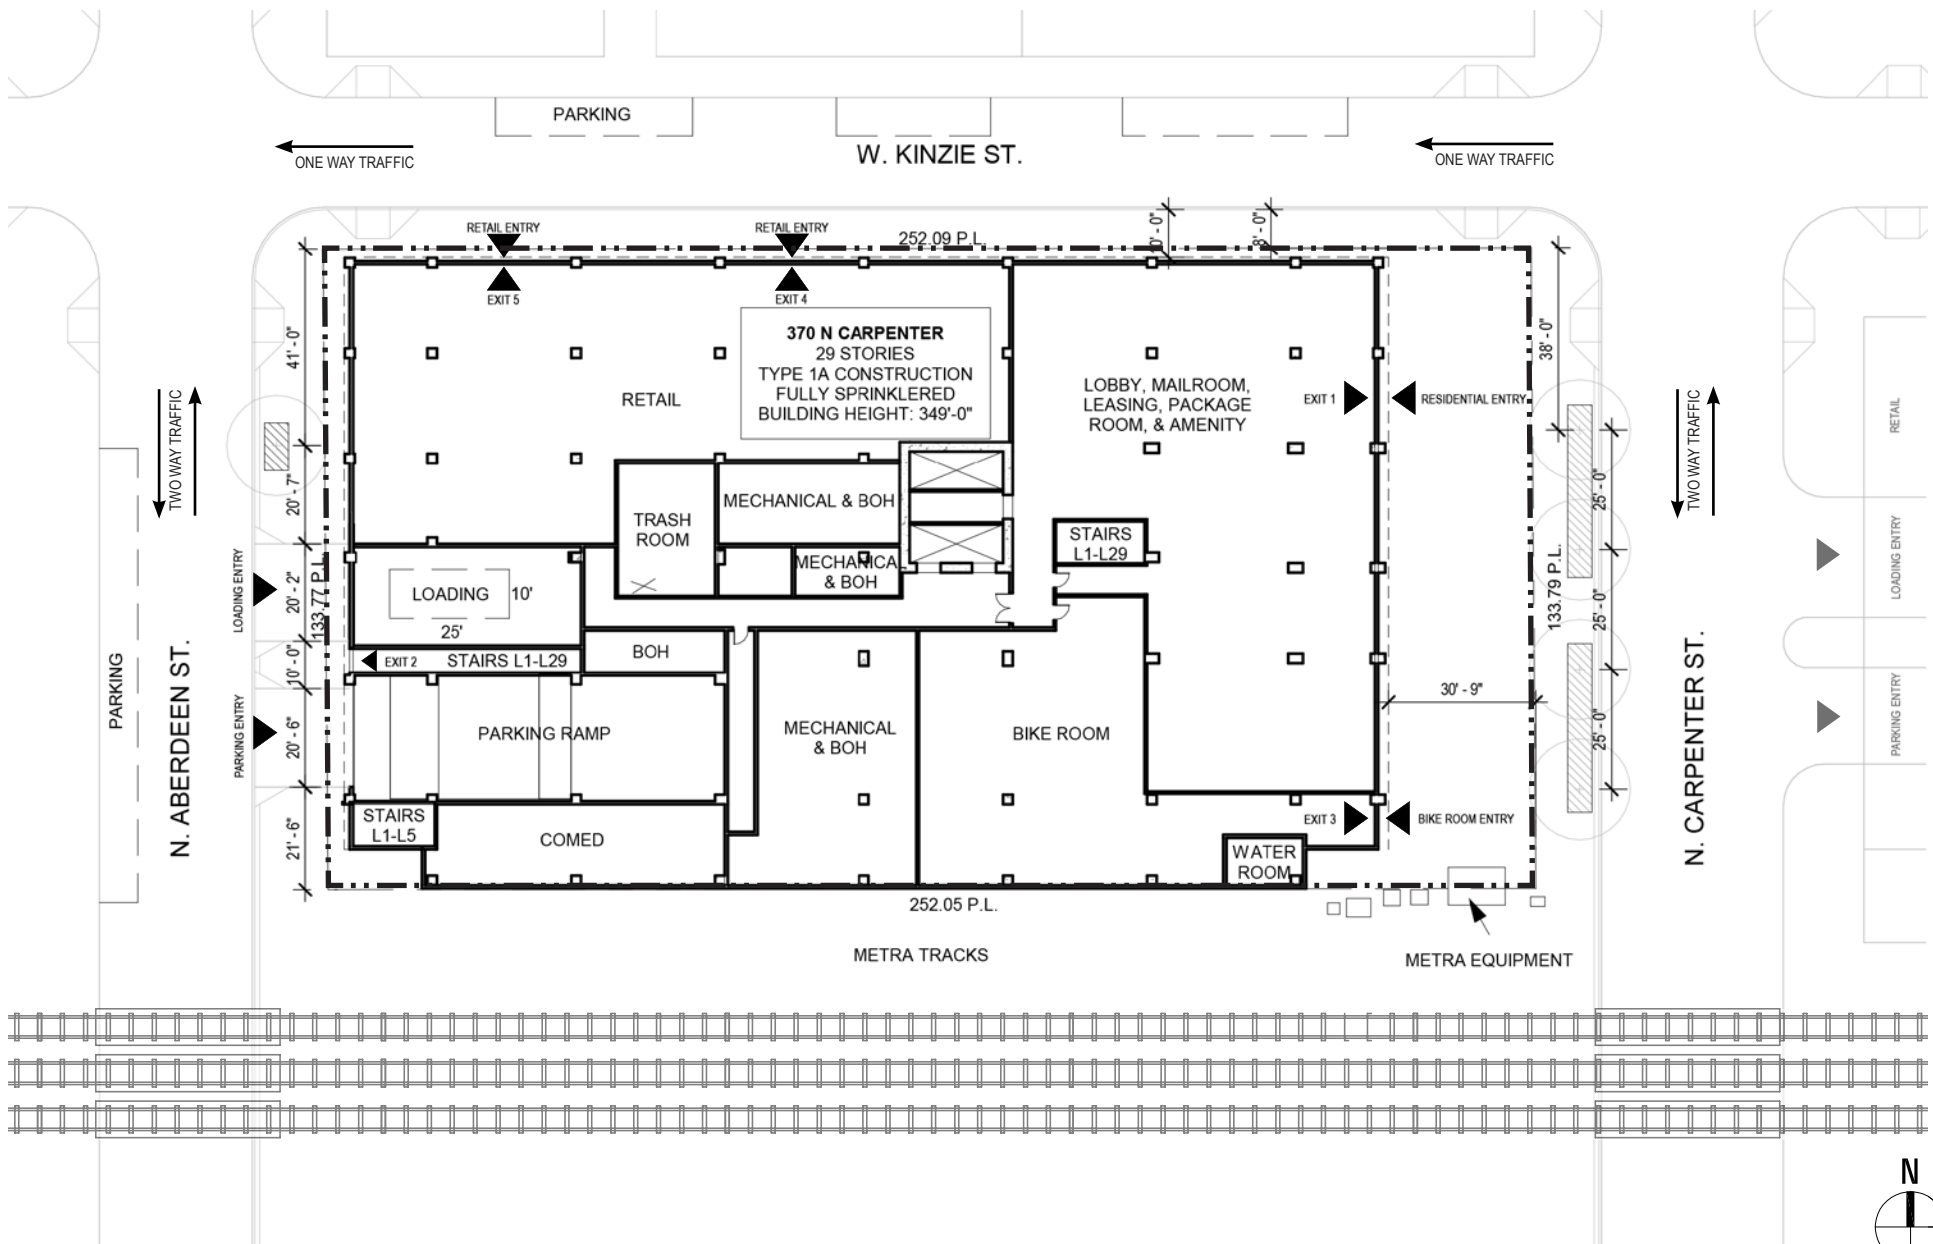 PARKING
W. KINZIE ST.
ONE WAY TRAFFIC
ONE WAY TRAFFIC
RETAIL ENTRY
RETAIL ENTRY
252.09 P.L.
8' - 0"
EXIT 5
EXIT 4
370 N CARPENTER
29 STORIES
TYPE 1A CONSTRUCTION
FULLY SPRINKLERED
BUILDING HEIGHT: 349'-0"
41' - 0"
38' - 0"
RETAIL
LOBBY, MAILROOM,
LEASING, PACKAGE
ROOM, & AMENITY
EXIT 1
RESIDENTIAL ENTRY
TWO WAY TRAFFIC
TWO WAY TRAFFIC
RETAIL
20' - 7"
25' - 0"
TRASH
ROOM
MECHANICAL & BOH
STAIRS
L1-L29
MECHANICAL
& BOH
LOADING ENTRY
20' - 2"
133.77 P.L.
LOADING
10'
25'
133.79 P.L.
25' - 0"
LOADING ENTRY
10' - 0"
EXIT 2
STAIRS L1-L29
BOH
PARKING
N. ABERDEEN ST.
PARKING ENTRY
20' - 6"
PARKING RAMP
MECHANICAL
& BOH
BIKE ROOM
30' - 9"
25' - 0"
N. CARPENTER ST.
PARKING ENTRY
21' - 6"
STAIRS
L1-L5
COMED
EXIT 3
BIKE ROOM ENTRY
WATER
ROOM
252.05 P.L.
METRA TRACKS
METRA EQUIPMENT
N